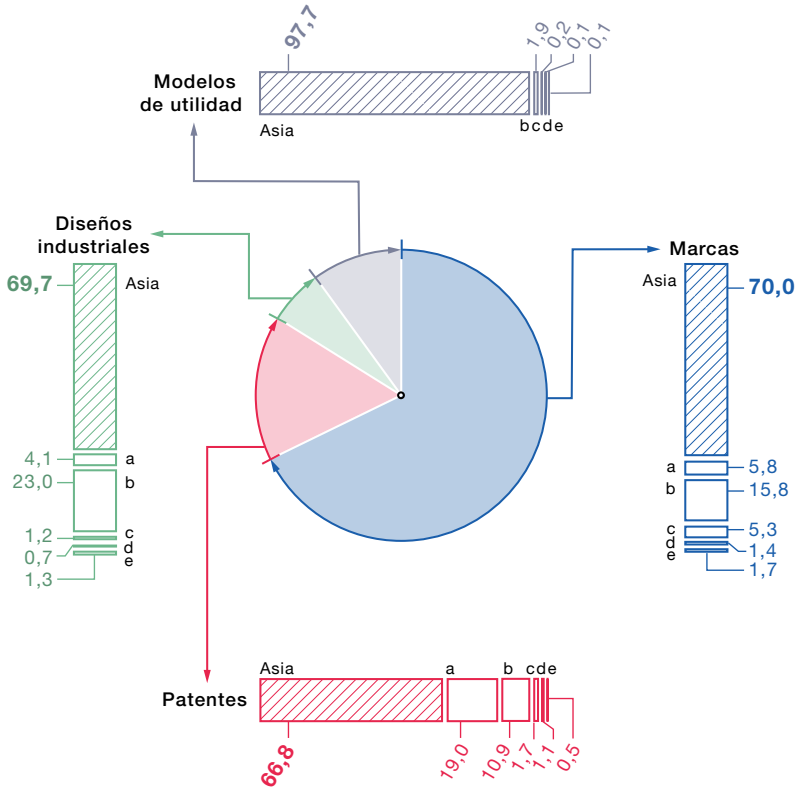 97,7
1,9
0,2
0,1
0,1
Modelos
de utilidad
Asia
b c d e
Diseños
industriales
69,7
Asia
4,1
a
23,0
b
1,2
c
0,7
d
1,3
e
Marcas
Asia
70,0
a
5,8
b
15,8
c
5,3
d
1,4
e
1,7
Asia
a
b
c d e
Patentes
66,8
19,0
10,9
1,7
1,1
0,5